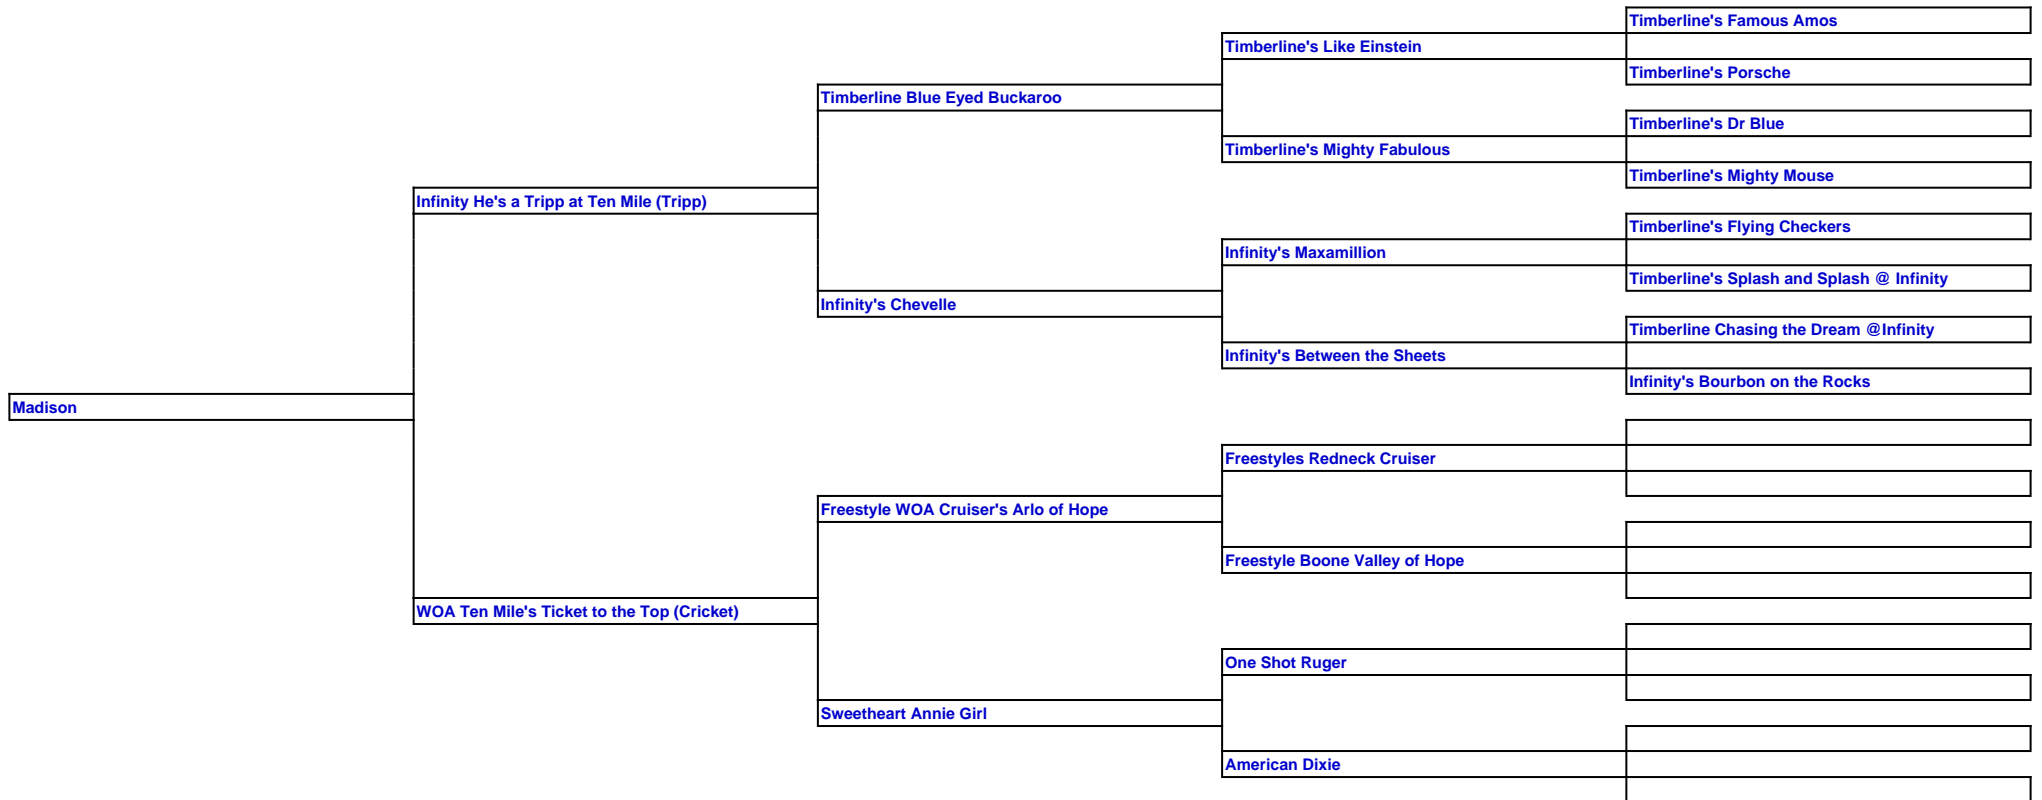 Timberline's Famous Amos
Timberline's Like Einstein
Timberline's Porsche
Timberline Blue Eyed Buckaroo
Timberline's Dr Blue
Timberline's Mighty Fabulous
Timberline's Mighty Mouse
Infinity He's a Tripp at Ten Mile (Tripp)
Timberline's Flying Checkers
Infinity's Maxamillion
Timberline's Splash and Splash @ Infinity
Infinity's Chevelle
Timberline Chasing the Dream @Infinity
Infinity's Between the Sheets
Infinity's Bourbon on the Rocks
Madison
Freestyles Redneck Cruiser
Freestyle WOA Cruiser's Arlo of Hope
Freestyle Boone Valley of Hope
WOA Ten Mile's Ticket to the Top (Cricket)
One Shot Ruger
Sweetheart Annie Girl
American Dixie